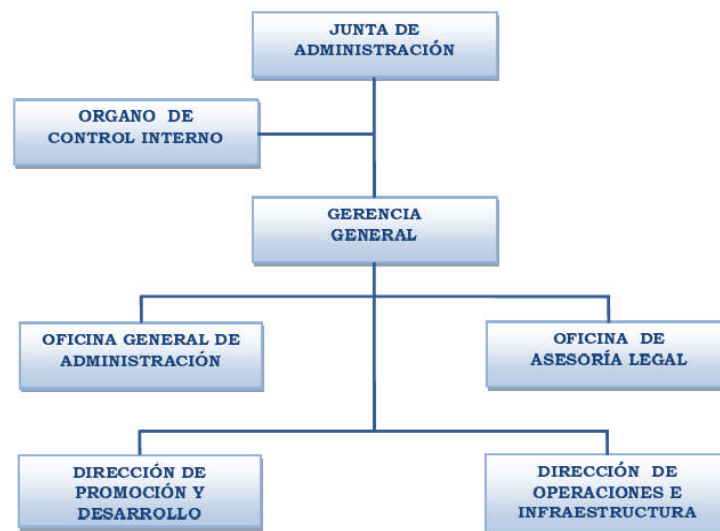 JUNTA DE
ADMINISTRACIÓN
ORGANO DE
CONTROL INTERNO
GERENCIA
GENERAL
OFICINA GENERAL DE
ADMINISTRACIÓN
OFICINA DE
ASESORÍA LEGAL
DIRECCIÓN DE
PROMOCIÓN Y
DESARROLLO
DIRECCIÓN DE
OPERACIONES E
INFRAESTRUCTURA